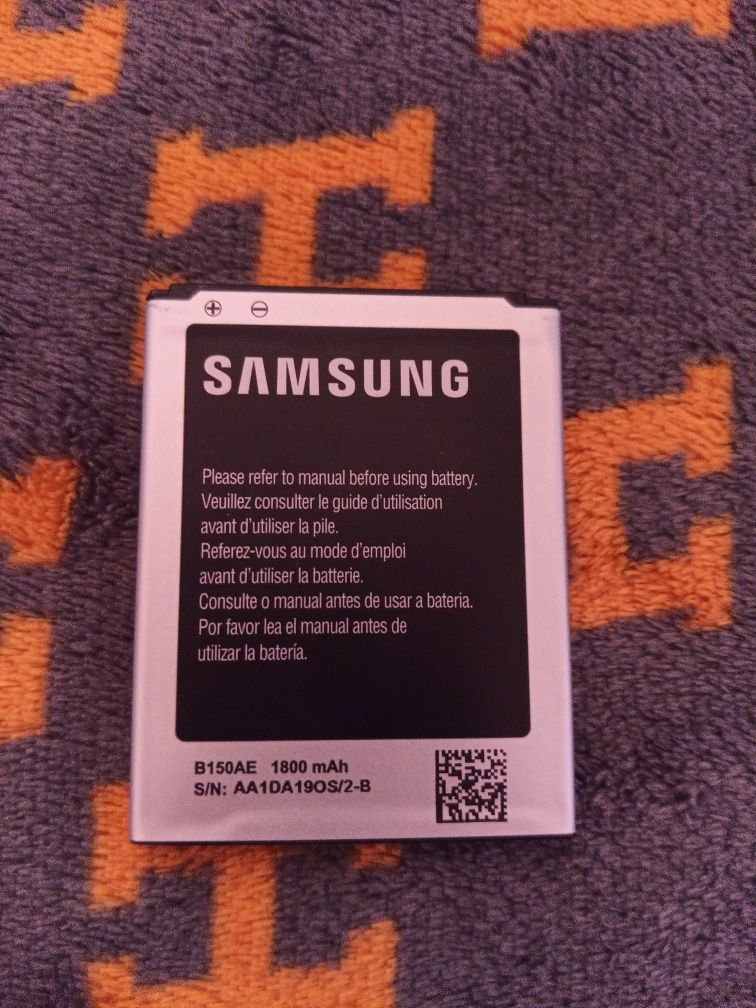 SAMSUNG
Please refer to manual before using battery.
Veuillez consulter le guide d'utilisation
avant d'utiliser la pile.
Referez-vous au mode d'emploi
avant d'utiliser la batterie.
Consulte o manual antes de usar a bateria.
Por favor lea el manual antes de
utilizar la batería.
B150AE 1800 mAh
S/N: AA1DA19OS/2-B